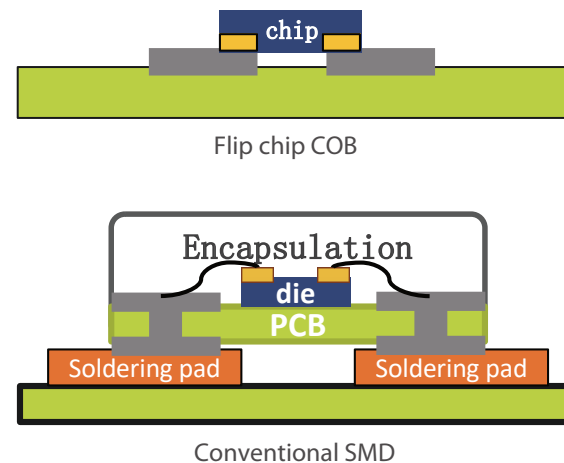 chip
Flip chip COB
Encapsulation
die
PCB
Soldering pad Soldering pad
Conventional SMD